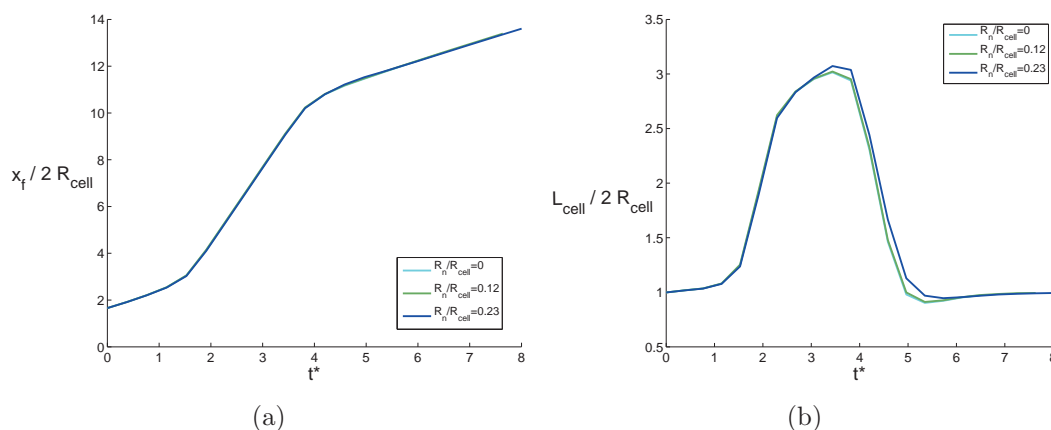 14
12
10
8
6
4
2
0
x_f / 2 R_cell
0 1 2 3 4 5 6 7 8
t*
R_n/R_cell=0
R_n/R_cell=0.12
R_n/R_cell=0.23
(a)
3.5
3
2.5
2
1.5
1
0.5
L_cell / 2 R_cell
0 1 2 3 4 5 6 7 8
t*
R_n/R_cell=0
R_n/R_cell=0.12
R_n/R_cell=0.23
(b)